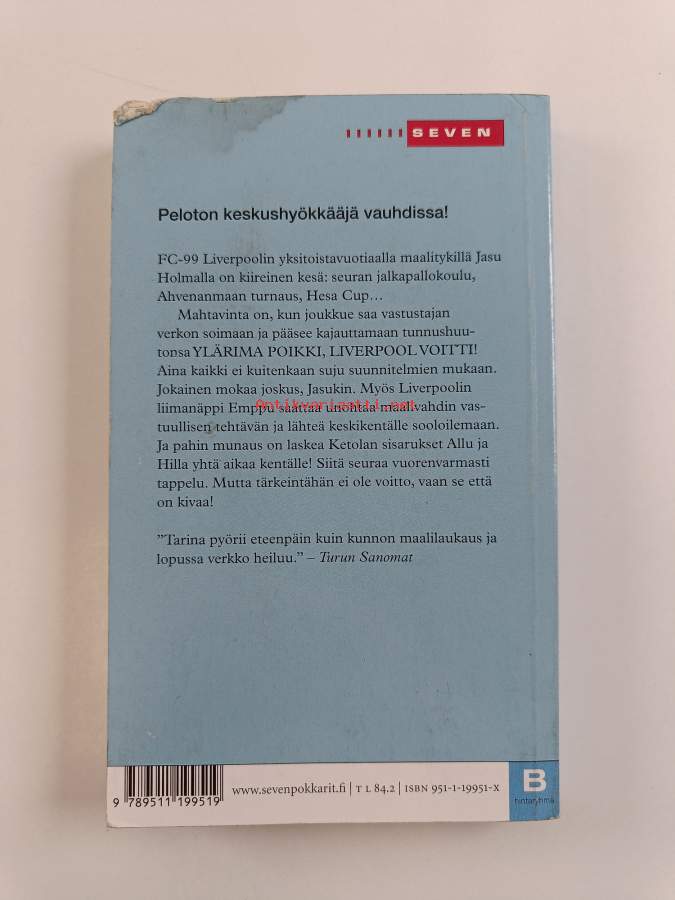 SEVEN
Peloton keskushyökkääjä vauhdissa!
FC-99 Liverpoolin yksitoistavuotiaalla maalitykillä Jasu
Holmalla on kiireinen kesä: seuran jalkapallokoulu,
Ahvenanmaan turnaus, Hesa Cup…
Mahtavinta on, kun joukkue saa vastustajan
verkon soimaan ja pääsee kajauttamaan tunnushuu-
tonsa YLÄRIMA POIKKI, LIVERPOOL VOITTI!
Aina kaikki ei kuitenkaan suju suunnitelmien mukaan.
Jokainen mokaa joskus, Jasukin. Myös Liverpoolin
liimanäppi Emppu saattaa unohtaa maalivahdin vas-
Antikvariaatti.net
tuullisen tehtävän ja lähteä keskikentälle sooloilemaan.
Ja pahin munaus on laskea Ketolan sisarukset Allu ja
Hilla yhtä aikaa kentälle! Siitä seuraa vuorenvarmasti
tappelu. Mutta tärkeintähän ei ole voitto, vaan se että
on kivaa!
”Tarina pyörii eteenpäin kuin kunnon maalilaukaus ja
lopussa verkko heiluu.” – Turun Sanomat
www.sevenpokkarit.fi | T L 84.2 | ISBN 951-1-19951-X
9 789511 199519
B
hintaryhmä